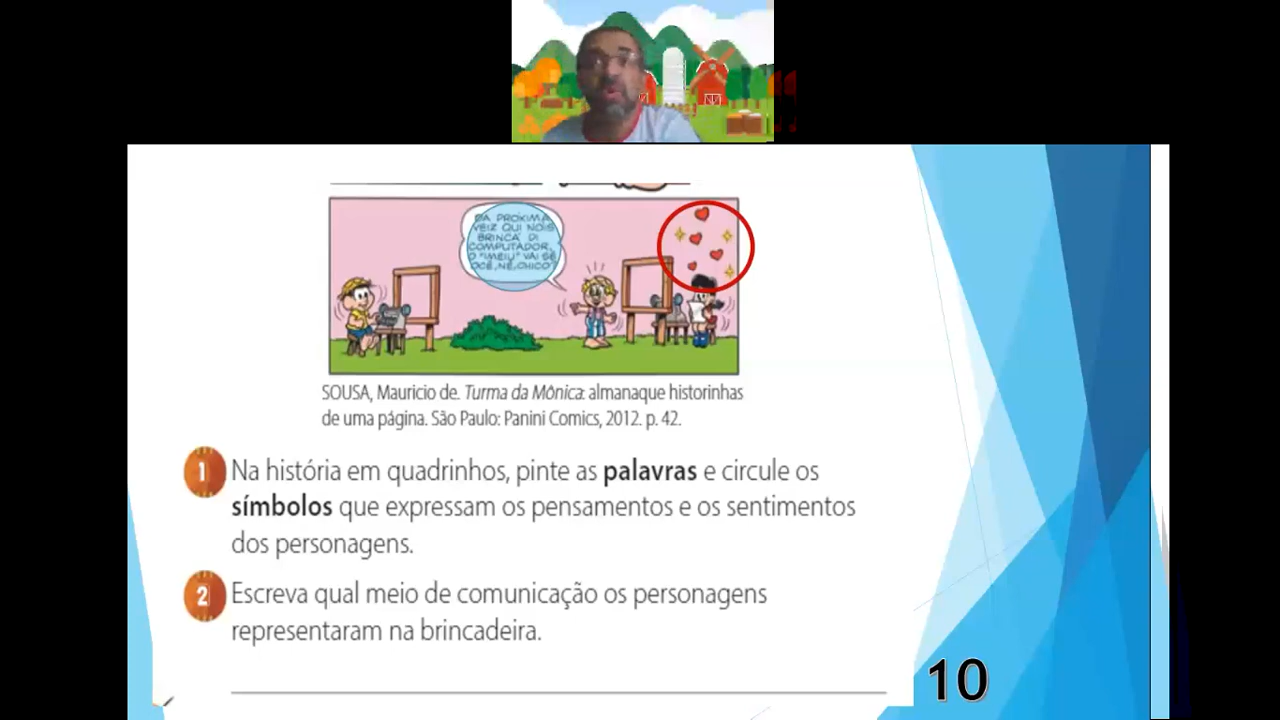 DA PRÓXIMA
VEIZ QUI NÓIS
BRINCÁ DI
COMPUTADOR,
O "IMEIU" VAI SÊ
OCÊ, NÉ, CHICO?
SOUSA, Mauricio de. Turma da Mônica: almanaque historinhas
de uma página. São Paulo: Panini Comics, 2012. p. 42.
1 Na história em quadrinhos, pinte as palavras e circule os
símbolos que expressam os pensamentos e os sentimentos
dos personagens.
2 Escreva qual meio de comunicação os personagens
representaram na brincadeira.
10